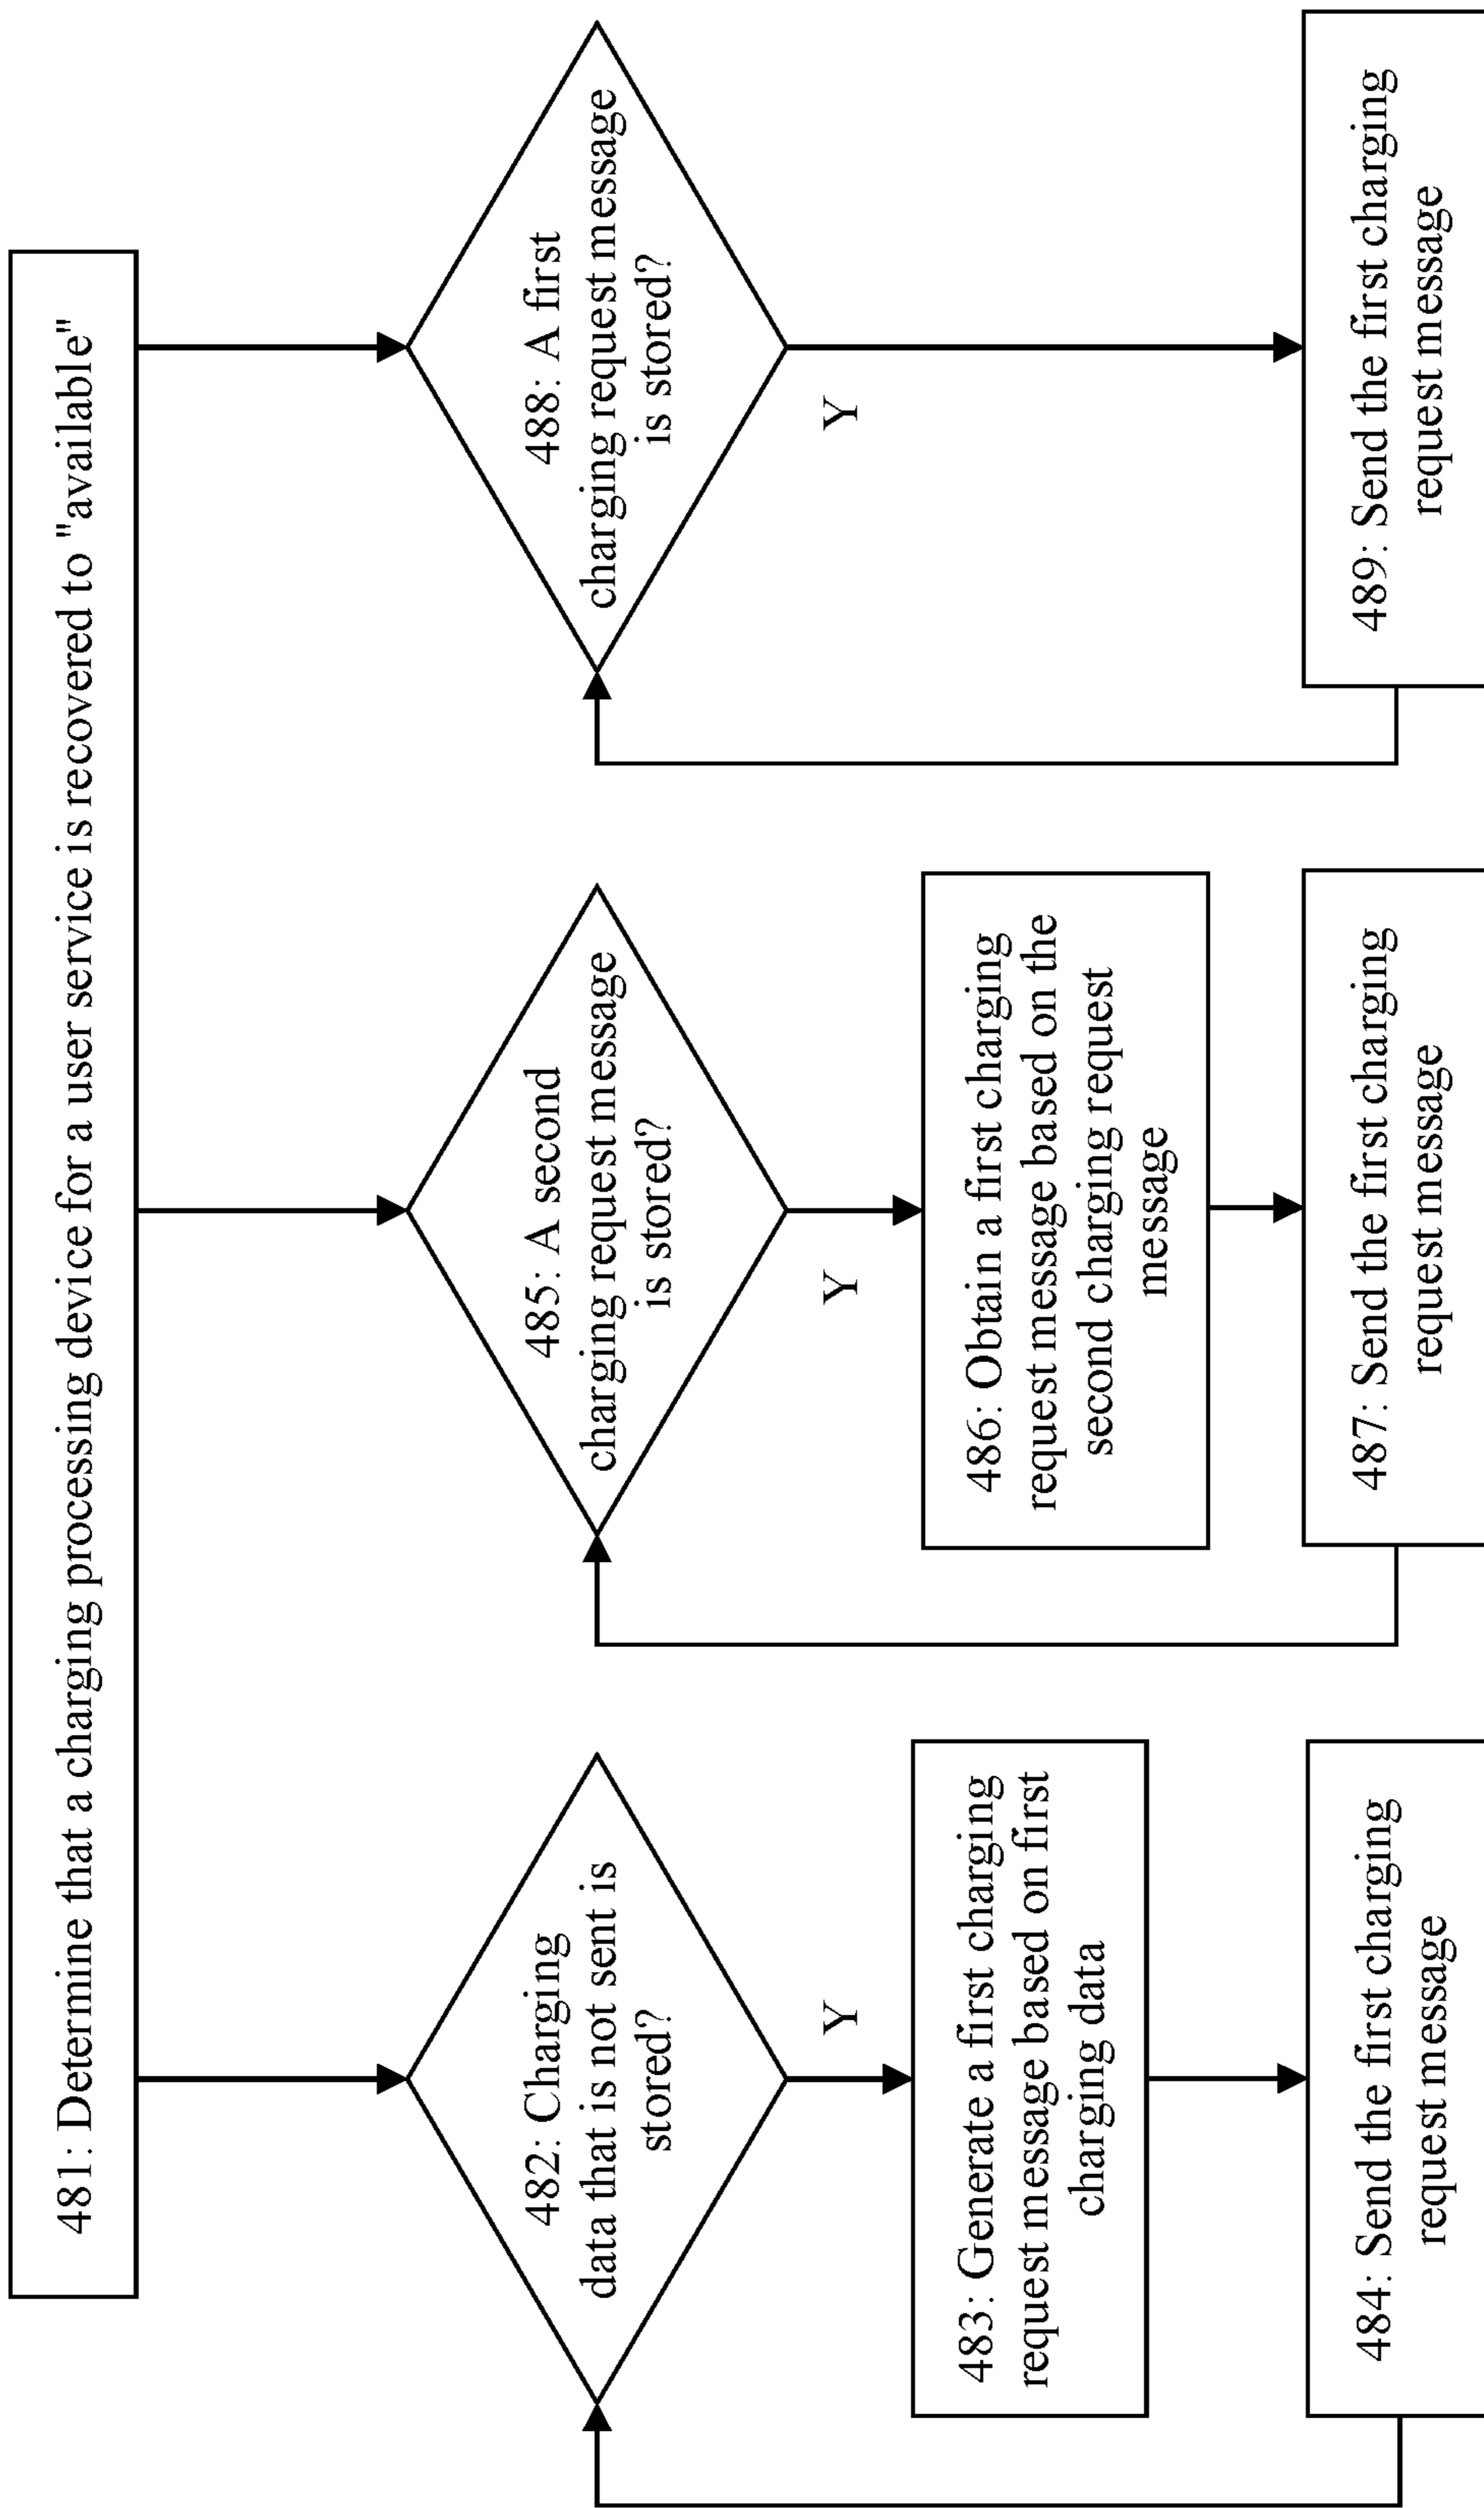 481: Determine that a charging processing device for a user service is recovered to "available"
482: Charging
data that is not sent is
stored?
Y
483: Generate a first charging
request message based on first
charging data
484: Send the first charging
request message
485: A second
charging request message
is stored?
Y
486: Obtain a first charging
request message based on the
second charging request
message
487: Send the first charging
request message
488: A first
charging request message
is stored?
Y
489: Send the first charging
request message